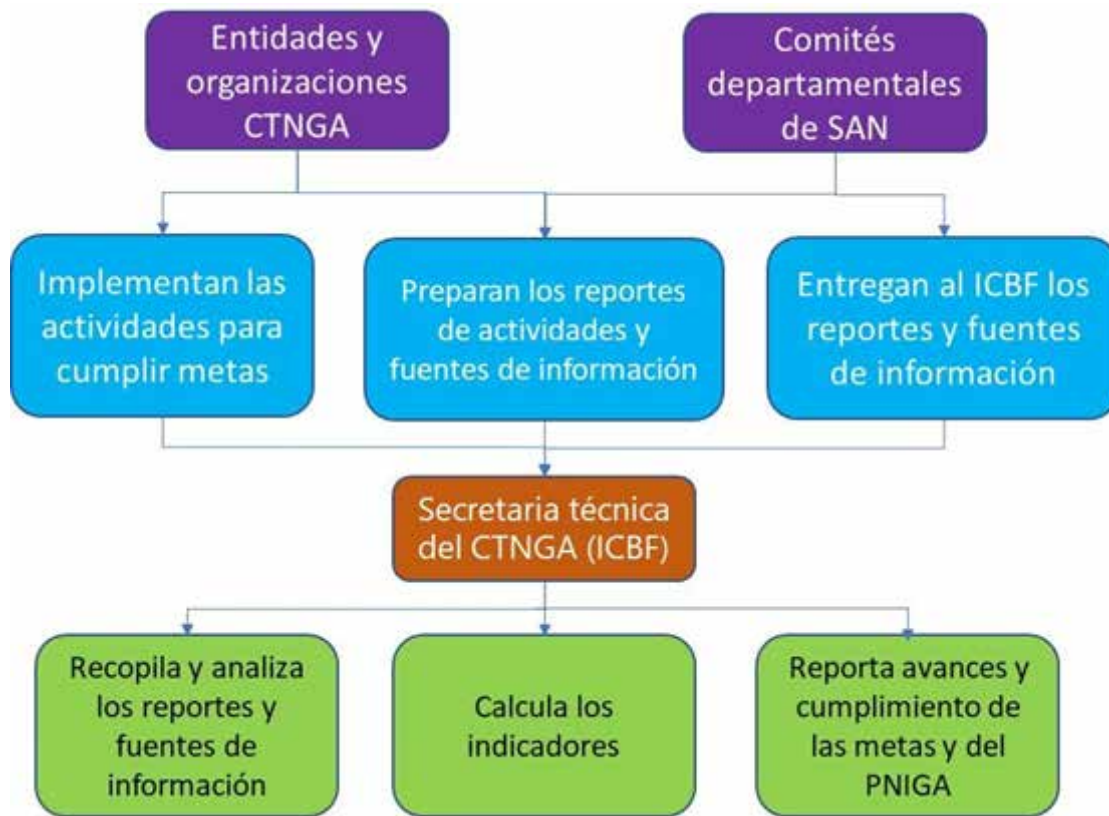 Entidades y
organizaciones
CTNGA
Comités
departamentales
de SAN
Implementan las
actividades para
cumplir metas
Preparan los reportes
de actividades y
fuentes de información
Entregan al ICBF los
reportes y fuentes
de información
Secretaria técnica
del CTNGA (ICBF)
Recopila y analiza
los reportes y
fuentes de
información
Calcula los
indicadores
Reporta avances y
cumplimiento de
las metas y del
PNIGA